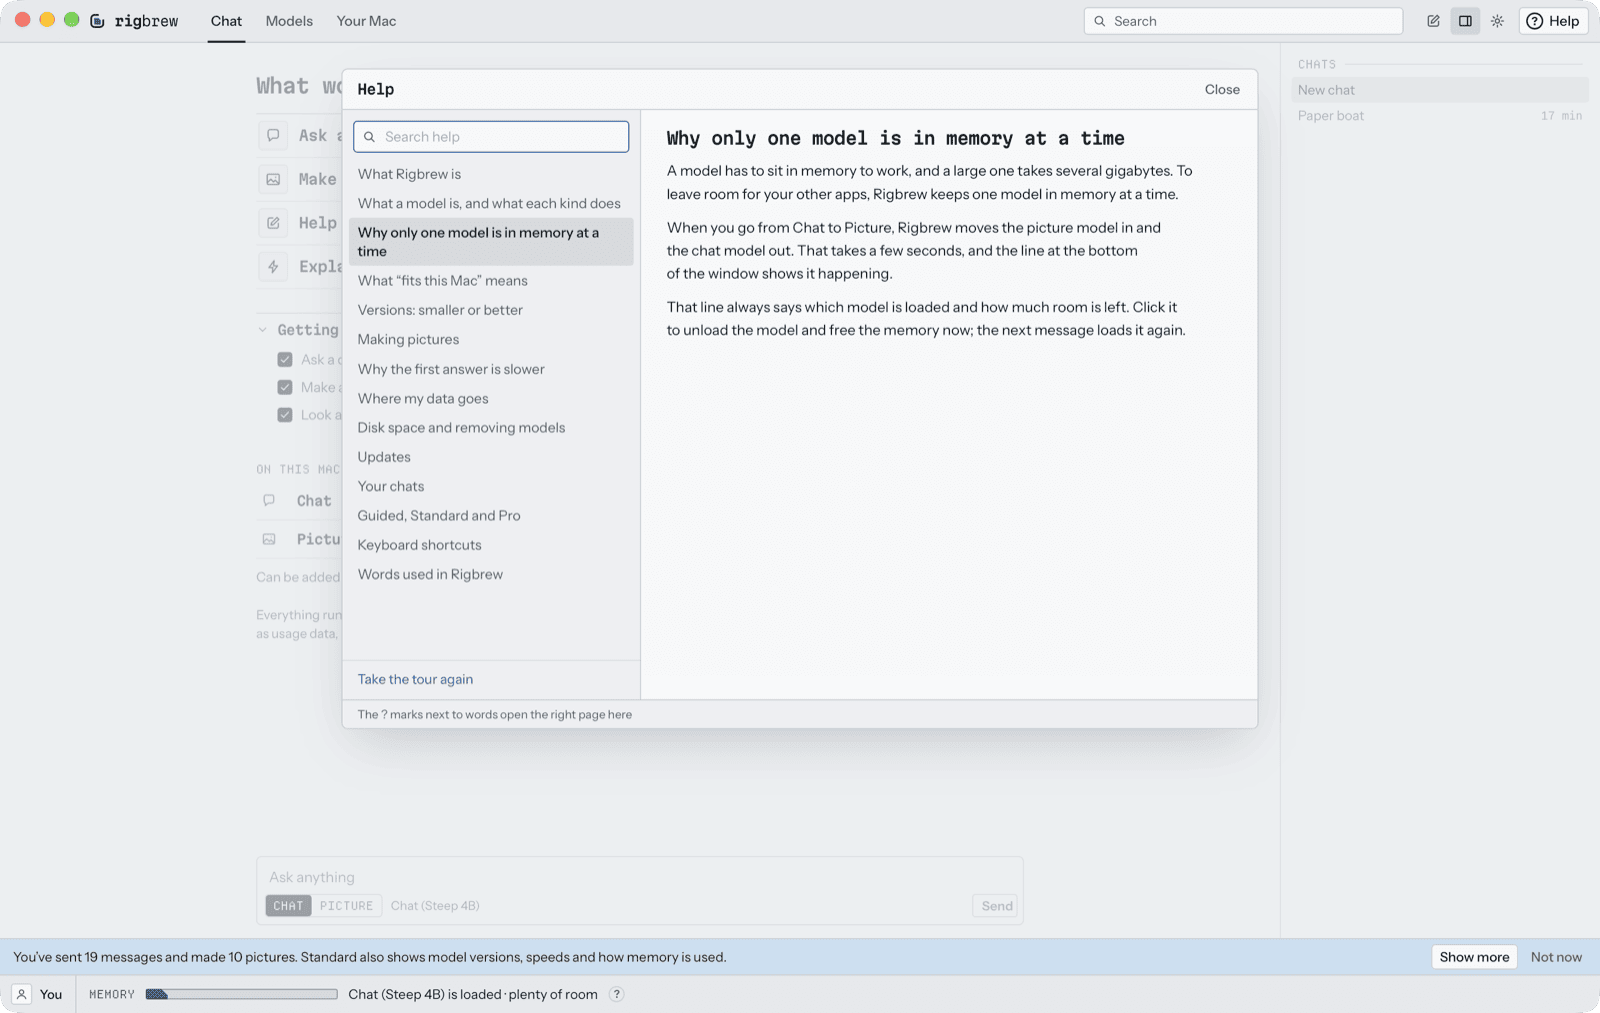 rigbrew
Chat
Models
Your Mac
Search
Help
CHATS
New chat
Paper boat
17 min
What wo
Ask a
Make
Help
Expla
Getting
Ask a c
Make a
Look a
ON THIS MAC
Chat
Pictu
Can be added
Everything run
as usage data,
Help
Close
Search help
What Rigbrew is
What a model is, and what each kind does
Why only one model is in memory at a
time
What “fits this Mac” means
Versions: smaller or better
Making pictures
Why the first answer is slower
Where my data goes
Disk space and removing models
Updates
Your chats
Guided, Standard and Pro
Keyboard shortcuts
Words used in Rigbrew
Take the tour again
Why only one model is in memory at a time
A model has to sit in memory to work, and a large one takes several gigabytes. To
leave room for your other apps, Rigbrew keeps one model in memory at a time.
When you go from Chat to Picture, Rigbrew moves the picture model in and
the chat model out. That takes a few seconds, and the line at the bottom
of the window shows it happening.
That line always says which model is loaded and how much room is left. Click it
to unload the model and free the memory now; the next message loads it again.
The ? marks next to words open the right page here
Ask anything
CHAT
PICTURE
Chat (Steep 4B)
Send
You’ve sent 19 messages and made 10 pictures. Standard also shows model versions, speeds and how memory is used.
Show more
Not now
You
MEMORY
Chat (Steep 4B) is loaded · plenty of room
?